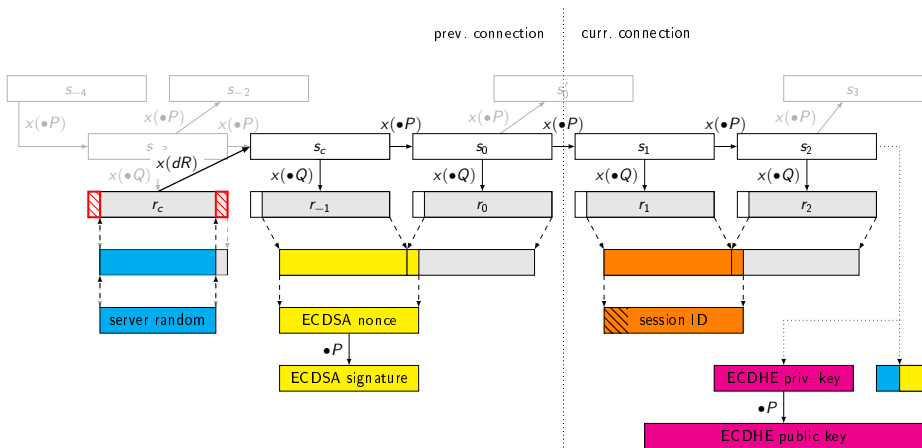 prev. connection
curr. connection
s₋₄
s₋₂
s₀
s₃
x(•P)
x(•P)
x(•P)
x(•P)
x(•P)
x(•P)
x(•P)
x(•P)
x(•P)
x(dR)
s_c
s₀
s₁
s₂
x(•Q)
x(•Q)
x(•Q)
x(•Q)
x(•Q)
r_c
r₋₁
r₀
r₁
r₂
server random
ECDSA nonce
session ID
•P
ECDSA signature
ECDHE priv. key
•P
ECDHE public key